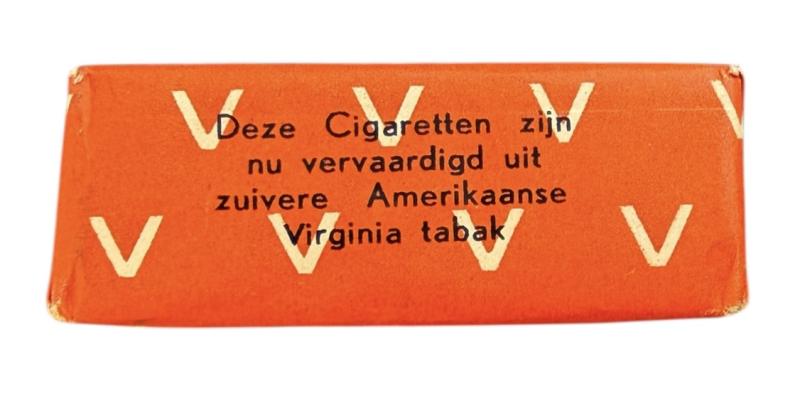 Deze Cigaretten zijn
nu vervaardigd uit
zuivere Amerikaanse
Virginia tabak
V V V V
V V V V